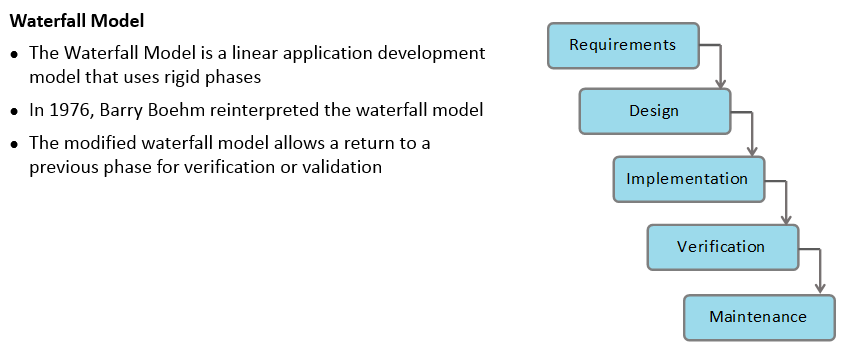 Waterfall Model
• The Waterfall Model is a linear application development
model that uses rigid phases
• In 1976, Barry Boehm reinterpreted the waterfall model
• The modified waterfall model allows a return to a
previous phase for verification or validation
Requirements
Design
Implementation
Verification
Maintenance